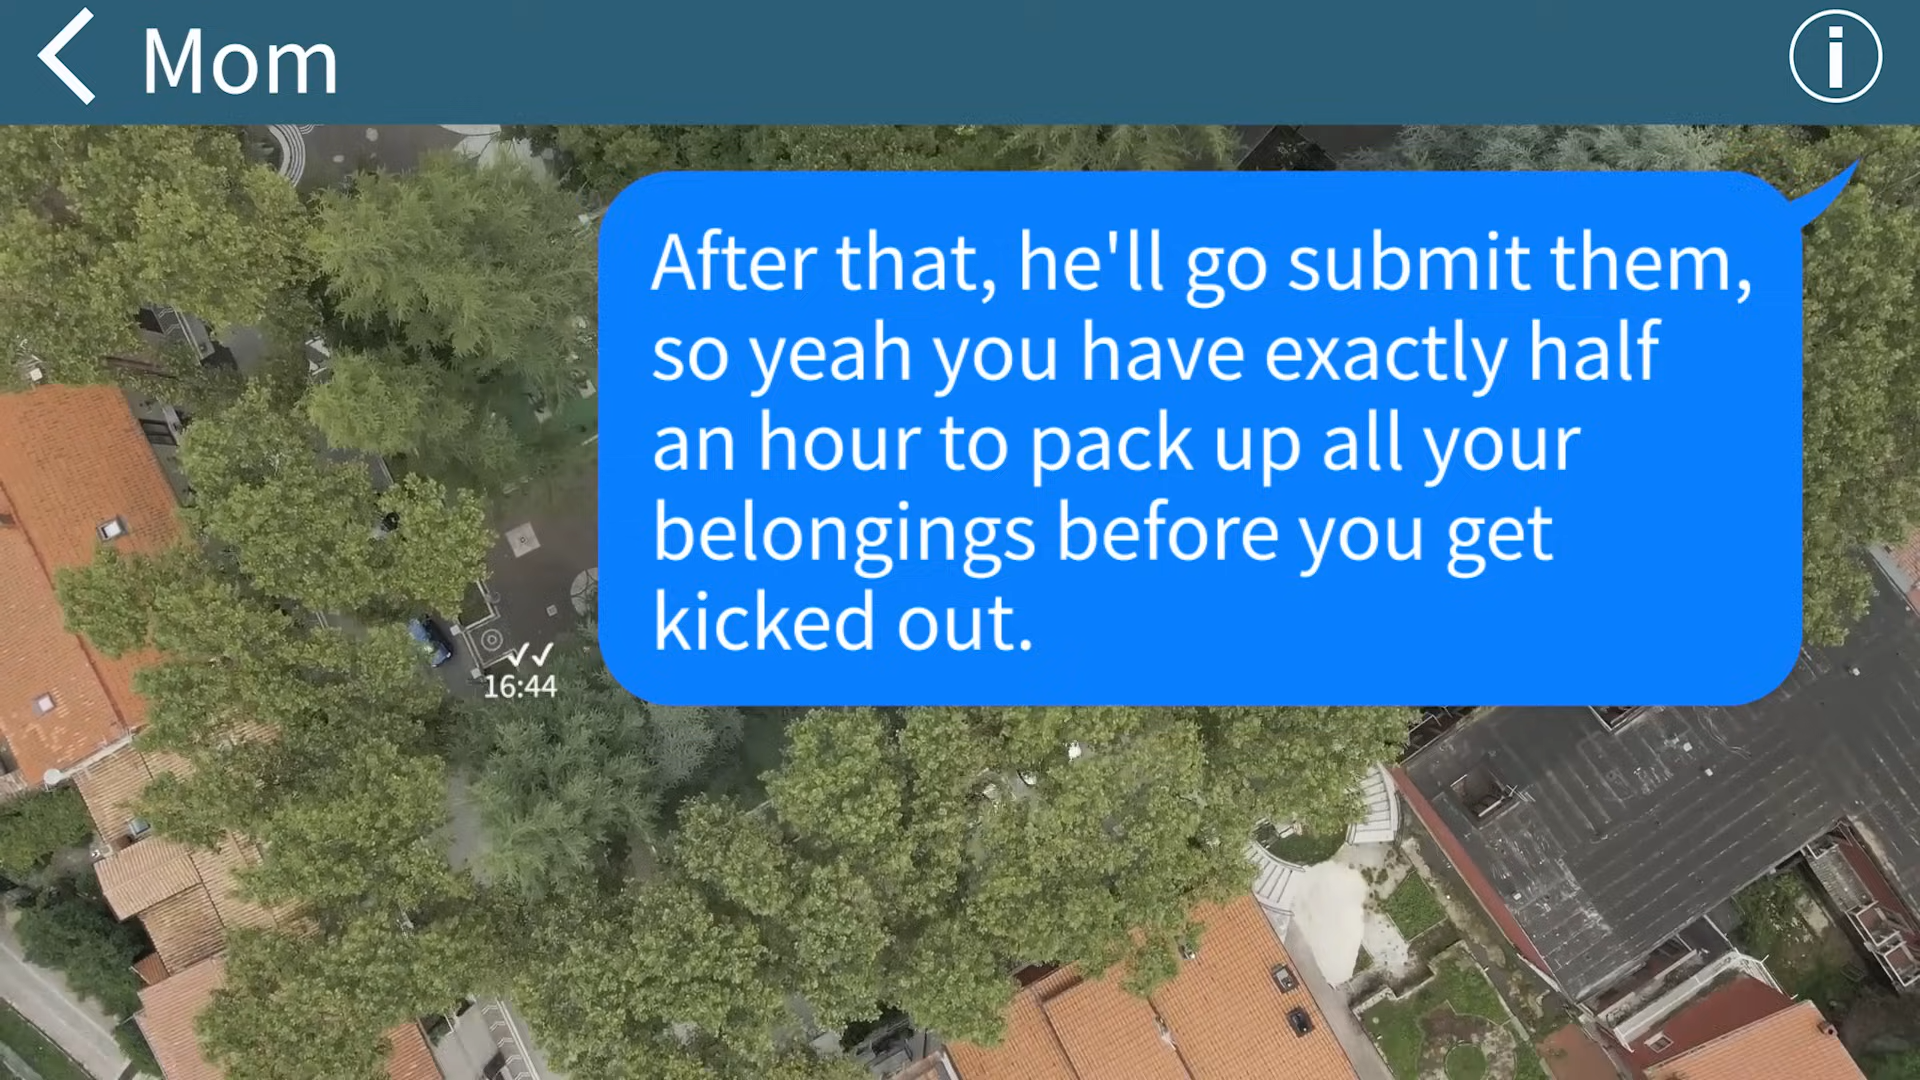 Mom
After that, he'll go submit them,
so yeah you have exactly half
an hour to pack up all your
belongings before you get
kicked out.
16:44